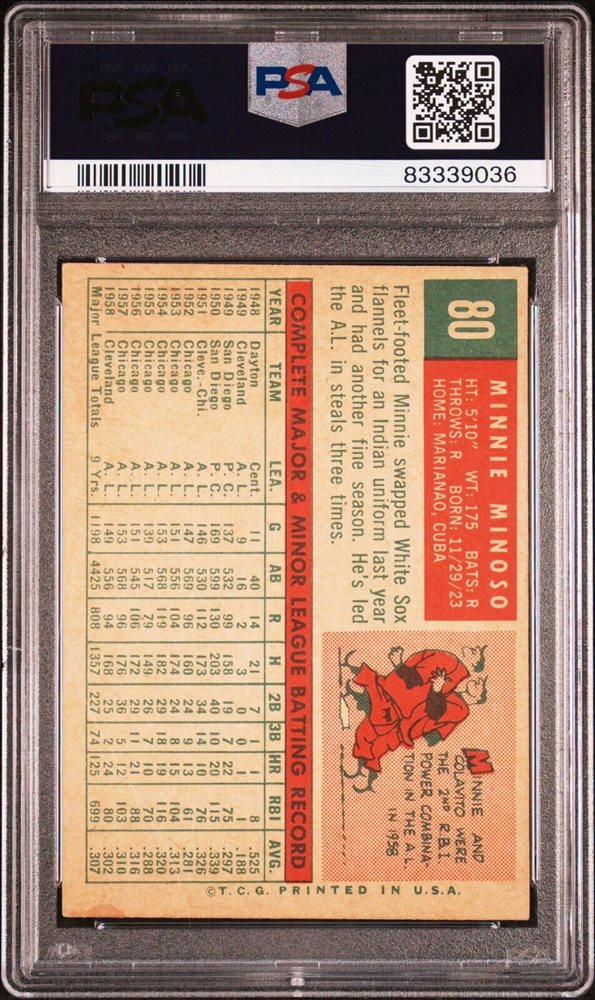 PSA
PSA
83339036
80
MINNIE MINOSO
HT: 5'10" WT: 175 BATS: R
THROWS: R BORN: 11/29/23
HOME: MARIANAO, CUBA
Fleet-footed Minnie swapped White Sox
flannels for an Indian uniform last year
and had another fine season. He's led
the A.L. in steals three times.
MINNIE AND
COLAVITO WERE
THE 2ND R.B.I.
POWER COMBINA-
TION IN THE A.L.
IN 1958
COMPLETE MAJOR & MINOR LEAGUE BATTING RECORD
YEAR TEAM LEA. G AB R H 2B 3B HR RBI AVG.
1948 Dayton Cent. 11 40 14 21 7 1 1 8 .525
1949 Cleveland A. L. 9 16 2 3 0 0 1 1 .188
1949 San Diego P. C. 137 532 99 158 19 7 22 75 .297
1950 San Diego P. C. 169 599 130 203 40 10 20 115 .339
1951 Cleve.-Chi. A. L. 146 530 112 173 34 14 10 76 .326
1952 Chicago A. L. 147 569 96 160 24 9 13 61 .281
1953 Chicago A. L. 151 556 104 174 24 8 15 104 .313
1954 Chicago A. L. 153 568 119 182 29 18 19 116 .320
1955 Chicago A. L. 139 517 79 149 26 7 10 70 .288
1956 Chicago A. L. 151 545 106 172 29 11 21 88 .316
1957 Chicago A. L. 153 568 96 176 36 5 12 103 .310
1958 Cleveland A. L. 149 556 94 168 25 2 24 80 .302
Major League Totals 9 Yrs. 1198 4425 808 1357 227 74 125 699 .307
©T.C.G. PRINTED IN U.S.A.
PSA